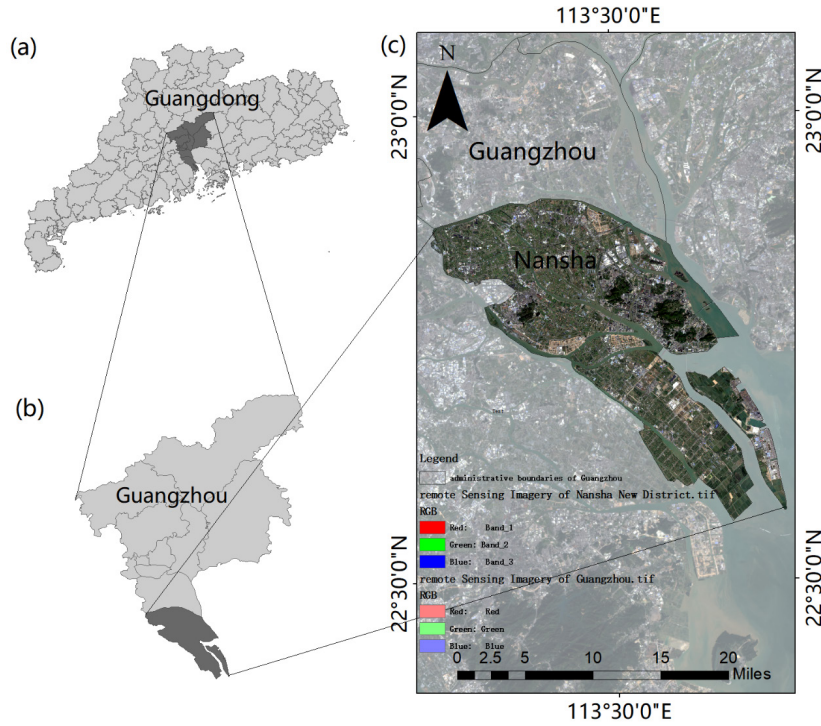 (a)
Guangdong
(b)
Guangzhou
(c)
113°30'0"E
N
23°0'0"N
23°0'0"N
Guangzhou
Nansha
Text
Legend
administrative boundaries of Guangzhou
remote Sensing Imagery of Nansha New District.tif
RGB
Red: Band_1
Green: Band_2
Blue: Band_3
remote Sensing Imagery of Guangzhou.tif
RGB
Red: Red
Green: Green
Blue: Blue
22°30'0"N
22°30'0"N
0 2.5 5 10 15 20
Miles
113°30'0"E